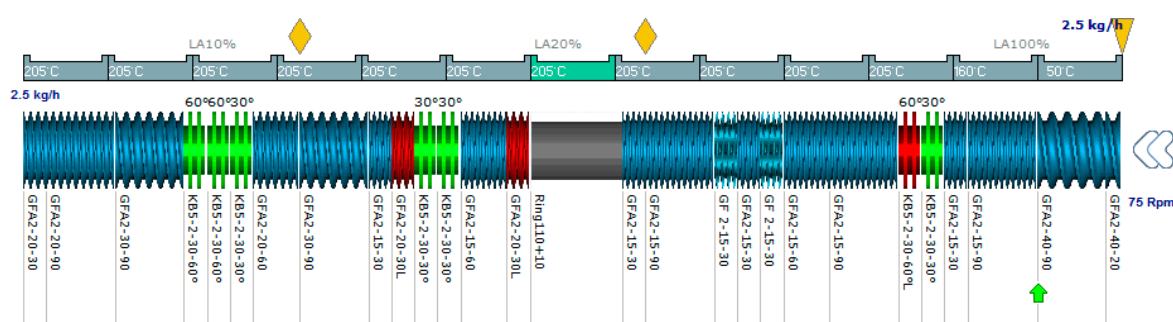 2.5 kg/h
LA10%
LA20%
LA100%
205°C 205°C 205°C 205°C 205°C 205°C 205°C 205°C 205°C 205°C 205°C 160°C 50°C
2.5 kg/h
60°60°30°
30°30°
60°30°
GFA2-20-30
GFA2-20-90
GFA2-30-90
KB5-2-30-60°
KB5-2-30-60°
KB5-2-30-30°
GFA2-20-60
GFA2-30-90
GFA2-15-30
GFA2-20-30L
KB5-2-30-30°
KB5-2-30-30°
GFA2-15-60
GFA2-20-30L
Ring110+10
GFA2-15-30
GFA2-15-90
GF 2-15-30
GFA2-15-30
GF 2-15-30
GFA2-15-60
GFA2-15-90
KB5-2-30-60°L
KB5-2-30-30°
GFA2-15-30
GFA2-15-90
GFA2-40-90
GFA2-40-20
75 Rpm